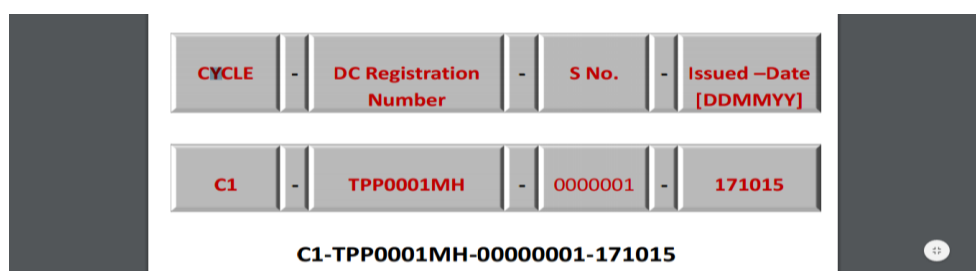 CYCLE - DC Registration Number - S No. - Issued –Date [DDMMYY]
C1 - TPP0001MH - 0000001 - 171015
C1-TPP0001MH-00000001-171015